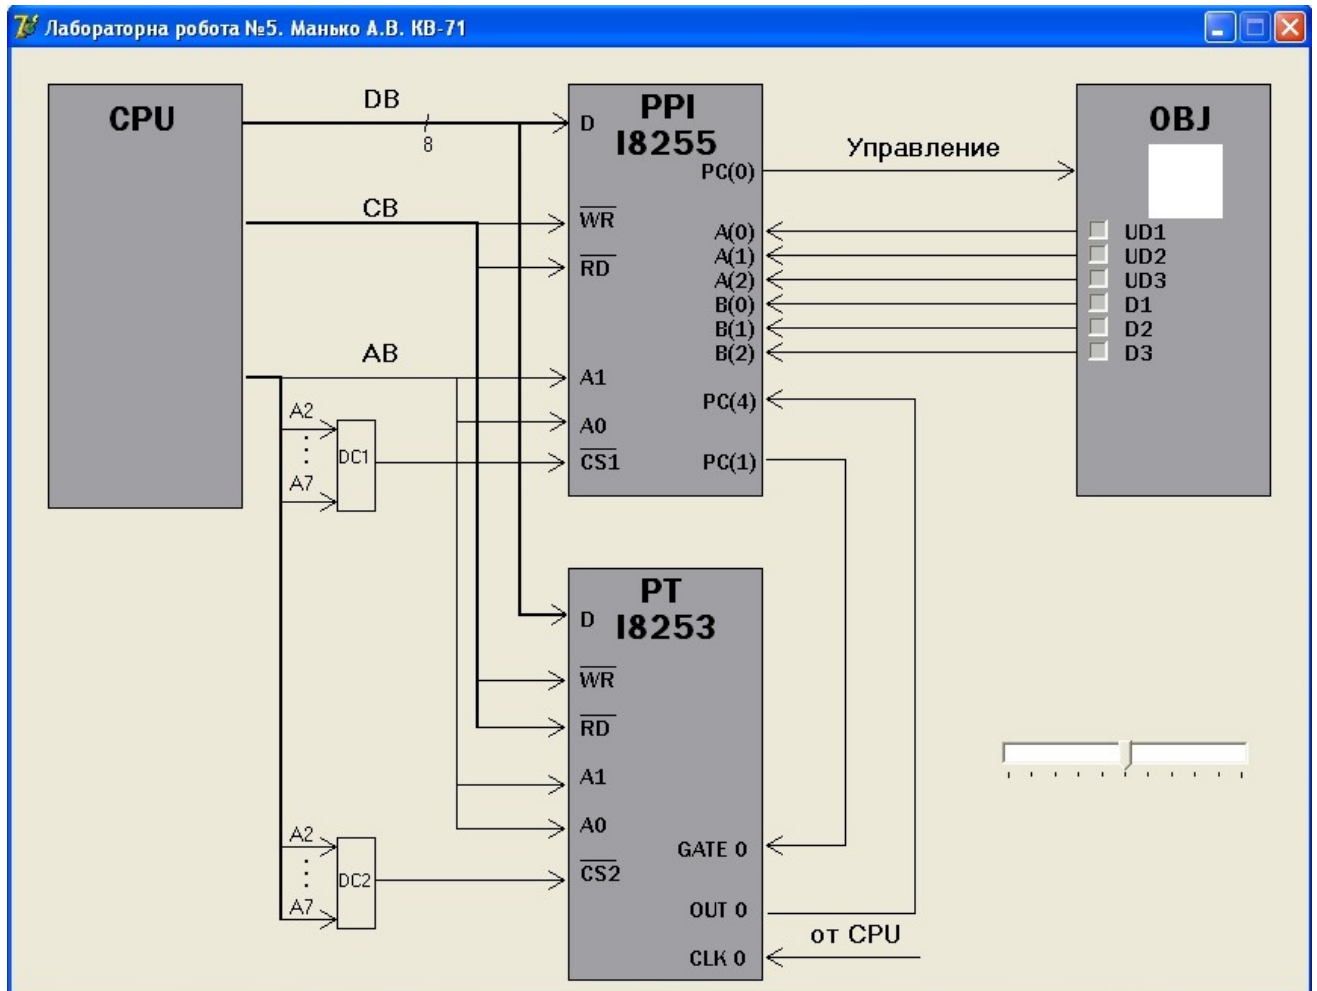 Лабораторна робота №5. Манько А.В. КВ-71
CPU
DB
8
CB
AB
A2
DC1
A7
A2
DC2
A7
PPI
I8255
D
PC(0)
WR
RD
A(0)
A(1)
A(2)
B(0)
B(1)
B(2)
A1
A0
PC(4)
CS1
PC(1)
Управление
OBJ
UD1
UD2
UD3
D1
D2
D3
PT
I8253
D
WR
RD
A1
A0
GATE 0
CS2
OUT 0
CLK 0
от CPU